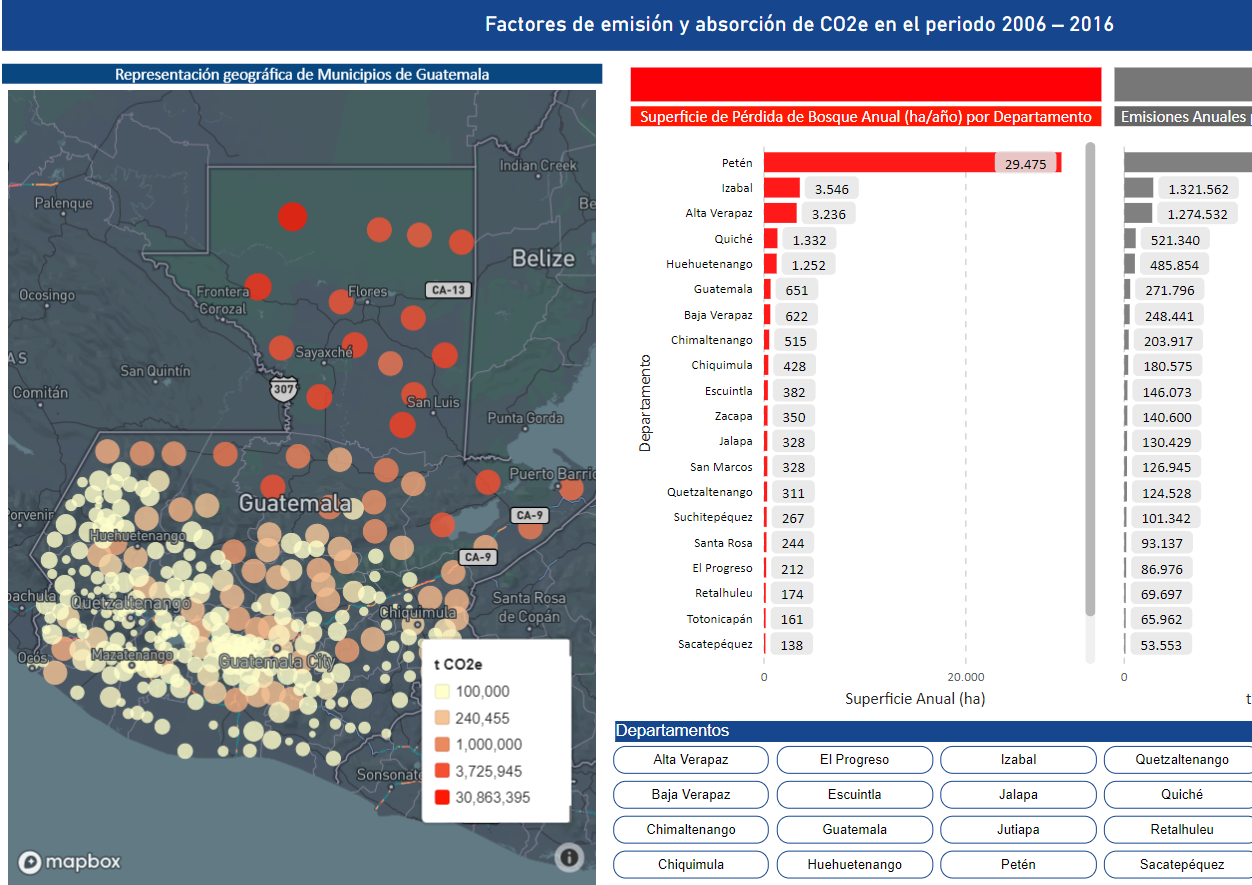 Factores de emisión y absorción de CO2e en el periodo 2006 – 2016
Representación geográfica de Municipios de Guatemala
Indian Creek
Palenque
Be
Belize
CA-13
Frontera
Corozal
Flores
Ocosingo
AS
Sayaxché
San Quintín
Comitán
307
San Luis
Punta Gorda
Puerto Barrio
Guatemala
CA-9
orvenir
Huehuetenango
CA-9
pachula
Quetzaltenango
Chiquimula
Santa Rosa
de Copán
Ocós
Mazatenango
Guatemala City
Sonsonate
t CO2e
100,000
240,455
1,000,000
3,725,945
30,863,395
mapbox
Superficie de Pérdida de Bosque Anual (ha/año) por Departamento
Departamento
Petén 29.475
Izabal 3.546
Alta Verapaz 3.236
Quiché 1.332
Huehuetenango 1.252
Guatemala 651
Baja Verapaz 622
Chimaltenango 515
Chiquimula 428
Escuintla 382
Zacapa 350
Jalapa 328
San Marcos 328
Quetzaltenango 311
Suchitepéquez 267
Santa Rosa 244
El Progreso 212
Retalhuleu 174
Totonicapán 161
Sacatepéquez 138
0 20.000
Superficie Anual (ha)
Emisiones Anuales p
1.321.562
1.274.532
521.340
485.854
271.796
248.441
203.917
180.575
146.073
140.600
130.429
126.945
124.528
101.342
93.137
86.976
69.697
65.962
53.553
0
t
Departamentos
Alta Verapaz El Progreso Izabal Quetzaltenango
Baja Verapaz Escuintla Jalapa Quiché
Chimaltenango Guatemala Jutiapa Retalhuleu
Chiquimula Huehuetenango Petén Sacatepéquez